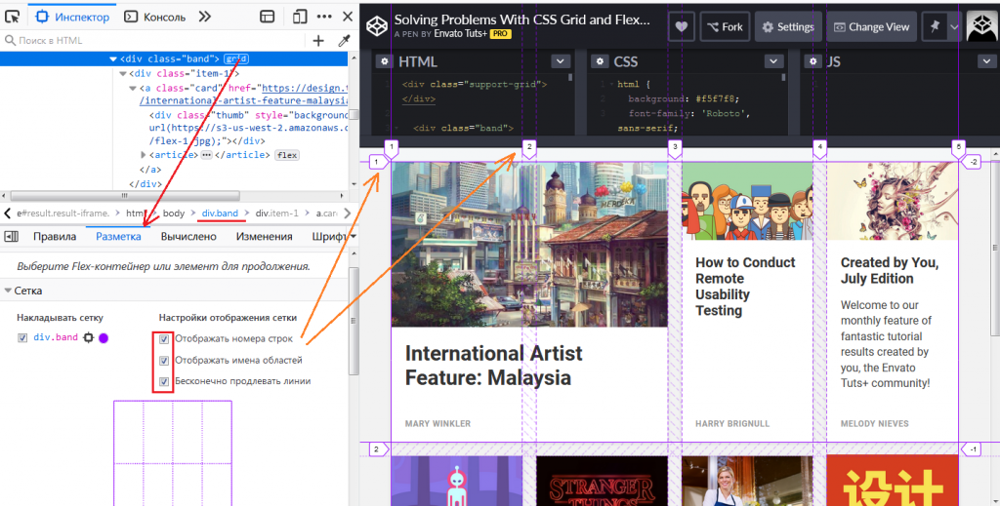 Инспектор
Консоль
Поиск в HTML
<div class="band"> grid
<div class="item-1">
<a class="card" href="https://design.t
/international-artist-feature-malaysia
<div class="thumb" style="background
url(https://s3-us-west-2.amazonaws.c
/flex-1.jpg);"></div>
<article> ••• </article> flex
</a>
</div>
e#result.result-iframe. > html > body > div.band > div.item-1 > a.card
Правила
Разметка
Вычислено
Изменения
Шрифт
Выберите Flex-контейнер или элемент для продолжения.
Сетка
Накладывать сетку
div.band
Настройки отображения сетки
Отображать номера строк
Отображать имена областей
Бесконечно продлевать линии
Solving Problems With CSS Grid and Flex...
A PEN BY Envato Tuts+ PRO
Fork
Settings
Change View
HTML
<div class="support-grid">
</div>
<div class="band">
CSS
1 html {
2 background: #f5f7f8;
3 font-family: 'Roboto',
sans-serif;
JS
1
2
3
4
5
1
-2
MERDEKA
International Artist
Feature: Malaysia
MARY WINKLER
How to Conduct
Remote
Usability
Testing
HARRY BRIGNULL
Created by You,
July Edition
Welcome to our
monthly feature of
fantastic tutorial
results created by
you, the Envato
Tuts+ community!
MELODY NIEVES
2
-1
STRANGER
THINGS
设计